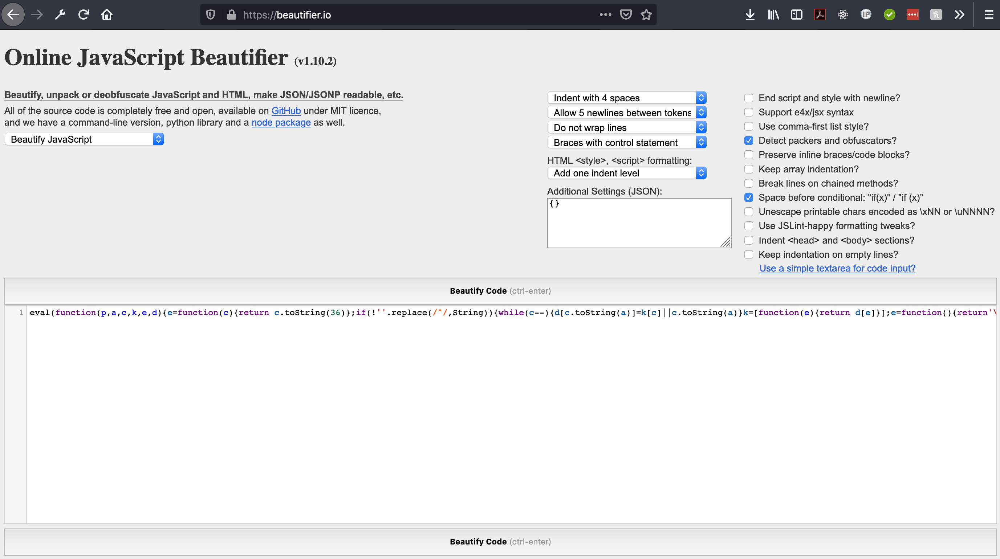 https://beautifier.io
Online JavaScript Beautifier (v1.10.2)
Beautify, unpack or deobfuscate JavaScript and HTML, make JSON/JSONP readable, etc.
All of the source code is completely free and open, available on GitHub under MIT licence,
and we have a command-line version, python library and a node package as well.
Beautify JavaScript
Indent with 4 spaces
Allow 5 newlines between tokens
Do not wrap lines
Braces with control statement
HTML <style>, <script> formatting:
Add one indent level
Additional Settings (JSON):
{}
End script and style with newline?
Support e4x/jsx syntax
Use comma-first list style?
Detect packers and obfuscators?
Preserve inline braces/code blocks?
Keep array indentation?
Break lines on chained methods?
Space before conditional: "if(x)" / "if (x)"
Unescape printable chars encoded as \xNN or \uNNNN?
Use JSLint-happy formatting tweaks?
Indent <head> and <body> sections?
Keep indentation on empty lines?
Use a simple textarea for code input?
Beautify Code (ctrl-enter)
1 eval(function(p,a,c,k,e,d){e=function(c){return c.toString(36)};if(!''.replace(/^/,String)){while(c--){d[c.toString(a)]=k[c]||c.toString(a)}k=[function(e){return d[e]}];e=function(){return'\
Beautify Code (ctrl-enter)